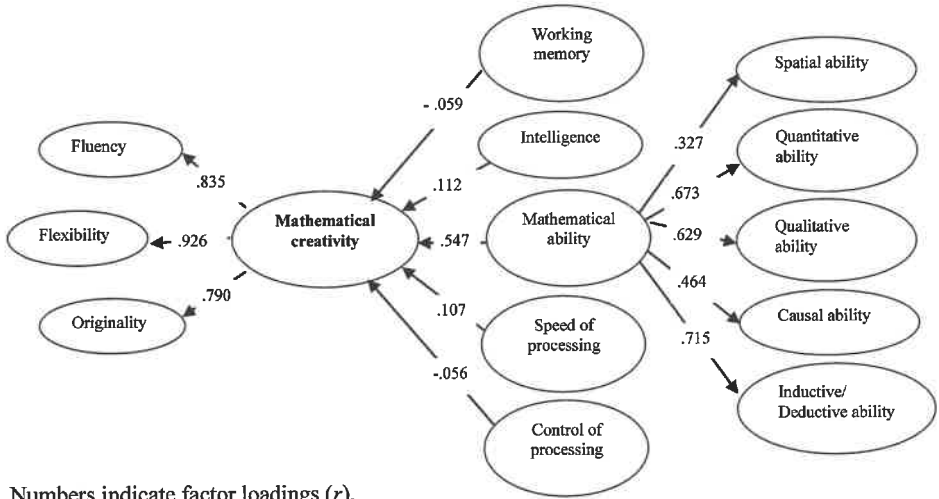 Working
memory
Spatial ability
- .059
Fluency
Intelligence
.327
Quantitative
ability
.835
.112
.673
Flexibility
.926
Mathematical
creativity
.547
Mathematical
ability
.629
Qualitative
ability
.790
.464
Originality
.107
Speed of
processing
.715
Causal ability
-.056
Inductive/
Deductive ability
Control of
processing
Numbers indicate factor loadings (r).